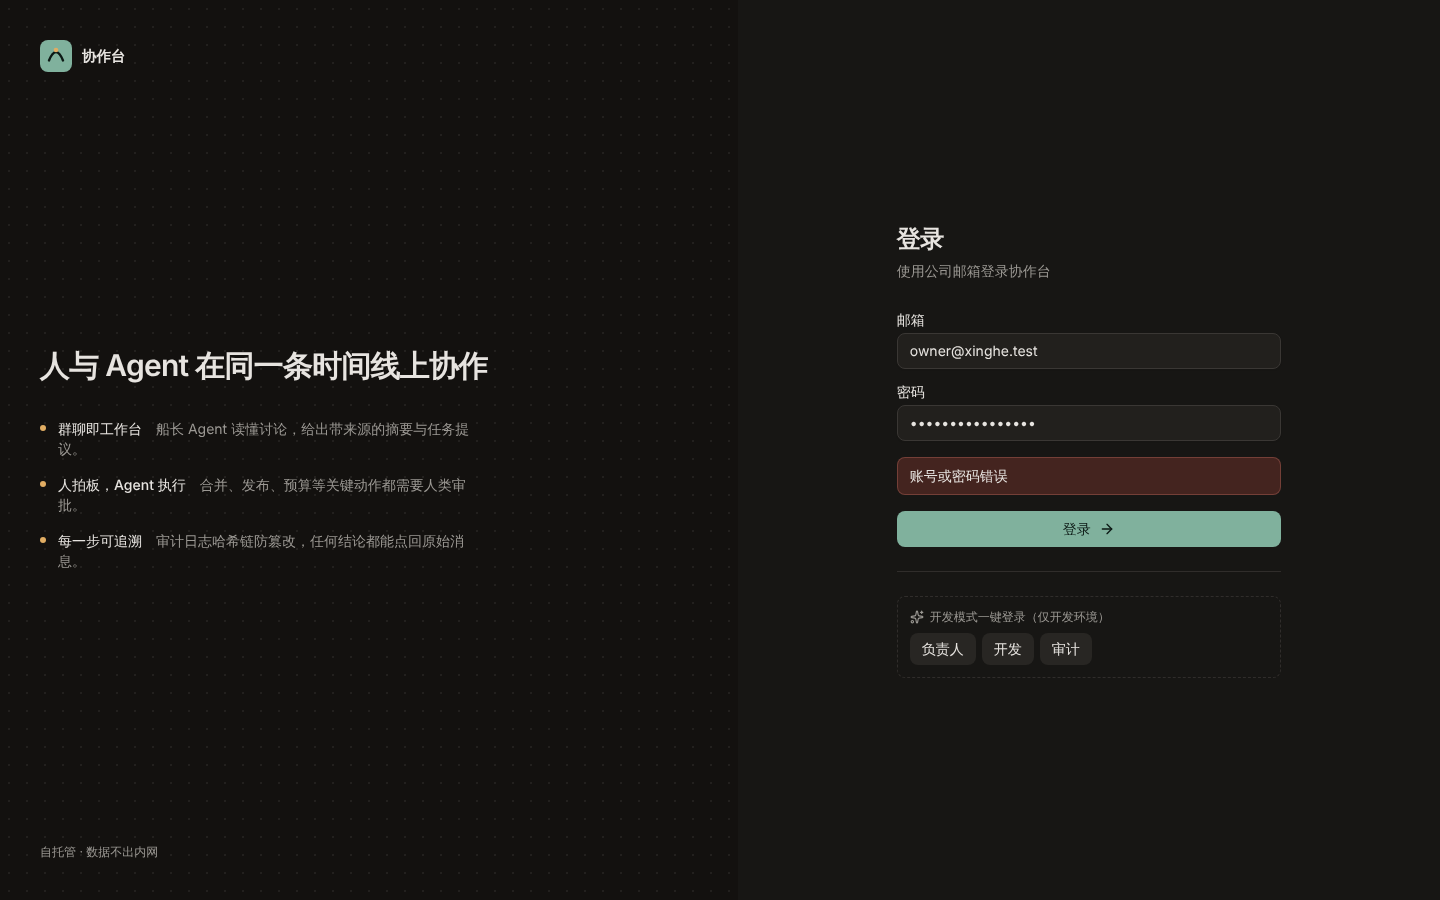 协作台
人与 Agent 在同一条时间线上协作
群聊即工作台 船长 Agent 读懂讨论，给出带来源的摘要与任务提
议。
人拍板，Agent 执行 合并、发布、预算等关键动作都需要人类审
批。
每一步可追溯 审计日志哈希链防篡改，任何结论都能点回原始消
息。
自托管 · 数据不出内网
登录
使用公司邮箱登录协作台
邮箱
owner@xinghe.test
密码
••••••••••••••••
账号或密码错误
登录 →
开发模式一键登录（仅开发环境）
负责人 开发 审计